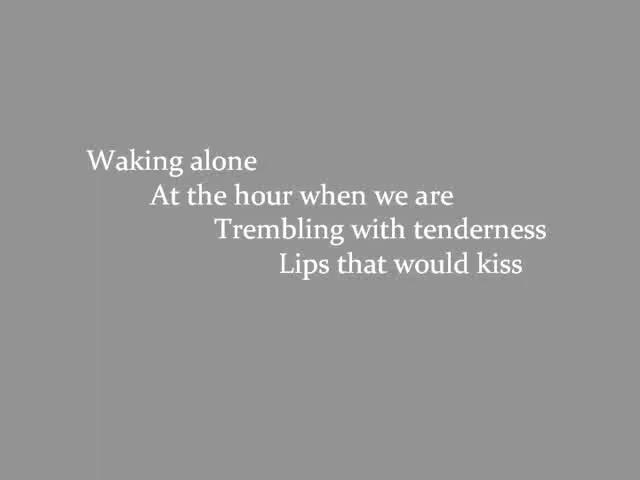 Waking alone
At the hour when we are
Trembling with tenderness
Lips that would kiss